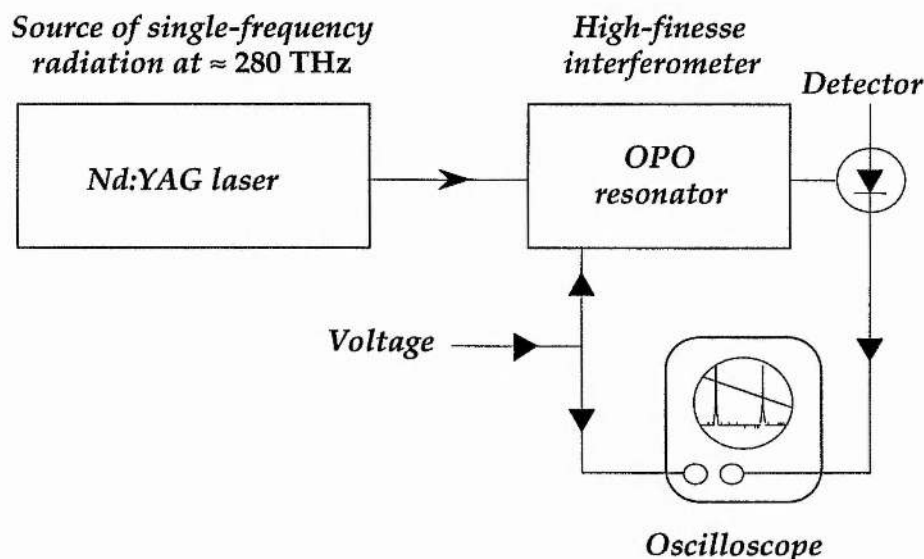 Source of single-frequency
radiation at ≈ 280 THz
High-finesse
interferometer
Detector
Nd:YAG laser
OPO
resonator
Voltage
Oscilloscope